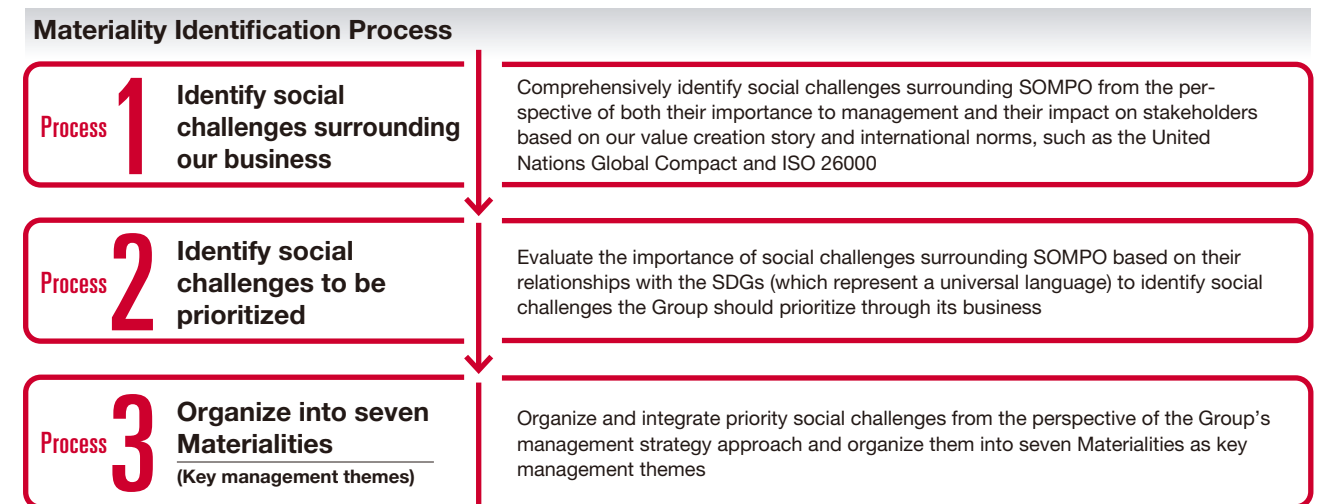 Materiality Identification Process
Process 1
Identify social
challenges surrounding
our business
Comprehensively identify social challenges surrounding SOMPO from the per-
spective of both their importance to management and their impact on stakeholders
based on our value creation story and international norms, such as the United
Nations Global Compact and ISO 26000
Process 2
Identify social
challenges to be
prioritized
Evaluate the importance of social challenges surrounding SOMPO based on their
relationships with the SDGs (which represent a universal language) to identify social
challenges the Group should prioritize through its business
Process 3
Organize into seven
Materialities
(Key management themes)
Organize and integrate priority social challenges from the perspective of the Group's
management strategy approach and organize them into seven Materialities as key
management themes